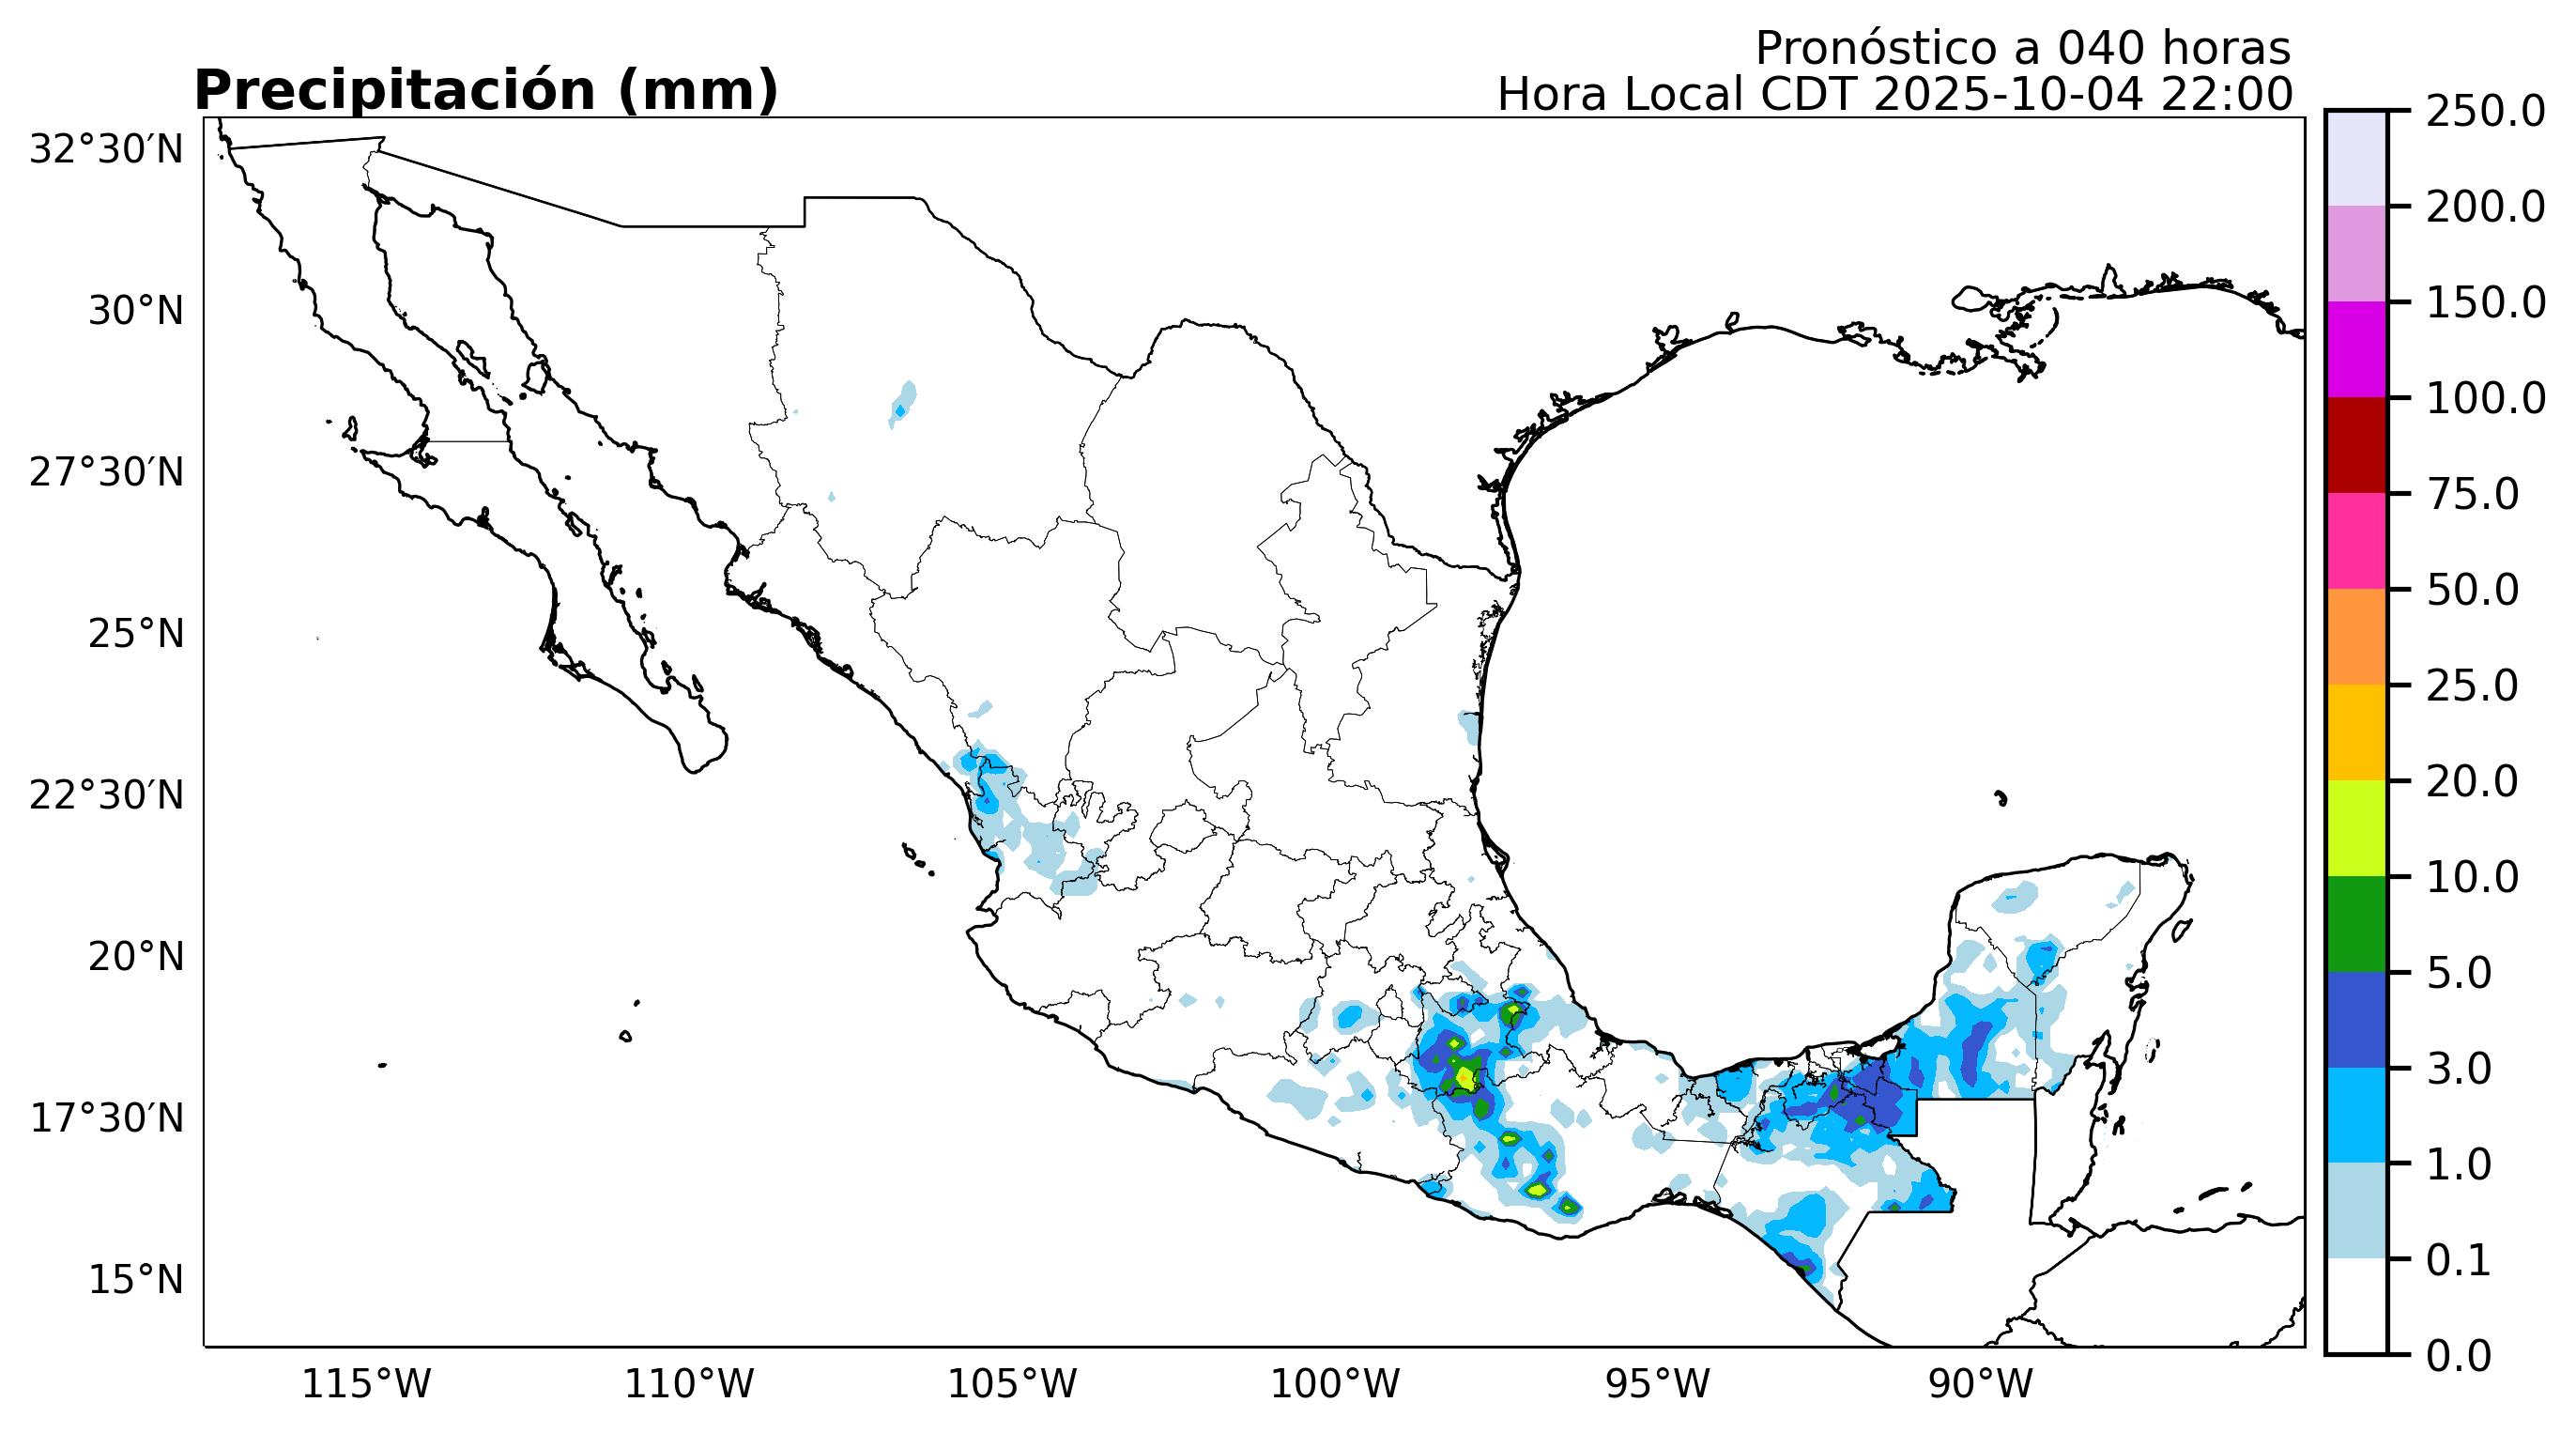 Pronóstico a 040 horas
Precipitación (mm)
Hora Local CDT 2025-10-04 22:00
32°30′N
30°N
27°30′N
25°N
22°30′N
20°N
17°30′N
15°N
115°W
110°W
105°W
100°W
95°W
90°W
250.0
200.0
150.0
100.0
75.0
50.0
25.0
20.0
10.0
5.0
3.0
1.0
0.1
0.0